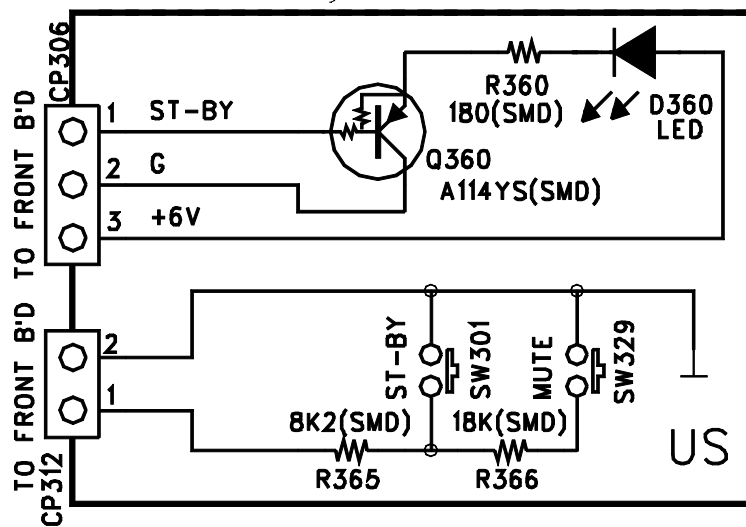 CP306
TO FRONT B'D
1 ST-BY
2 G
3 +6V
R360
180(SMD)
D360
LED
Q360
A114YS(SMD)
TO FRONT B'D
CP312
2
1
ST-BY
SW301
MUTE
SW329
8K2(SMD)
R365
18K(SMD)
R366
US